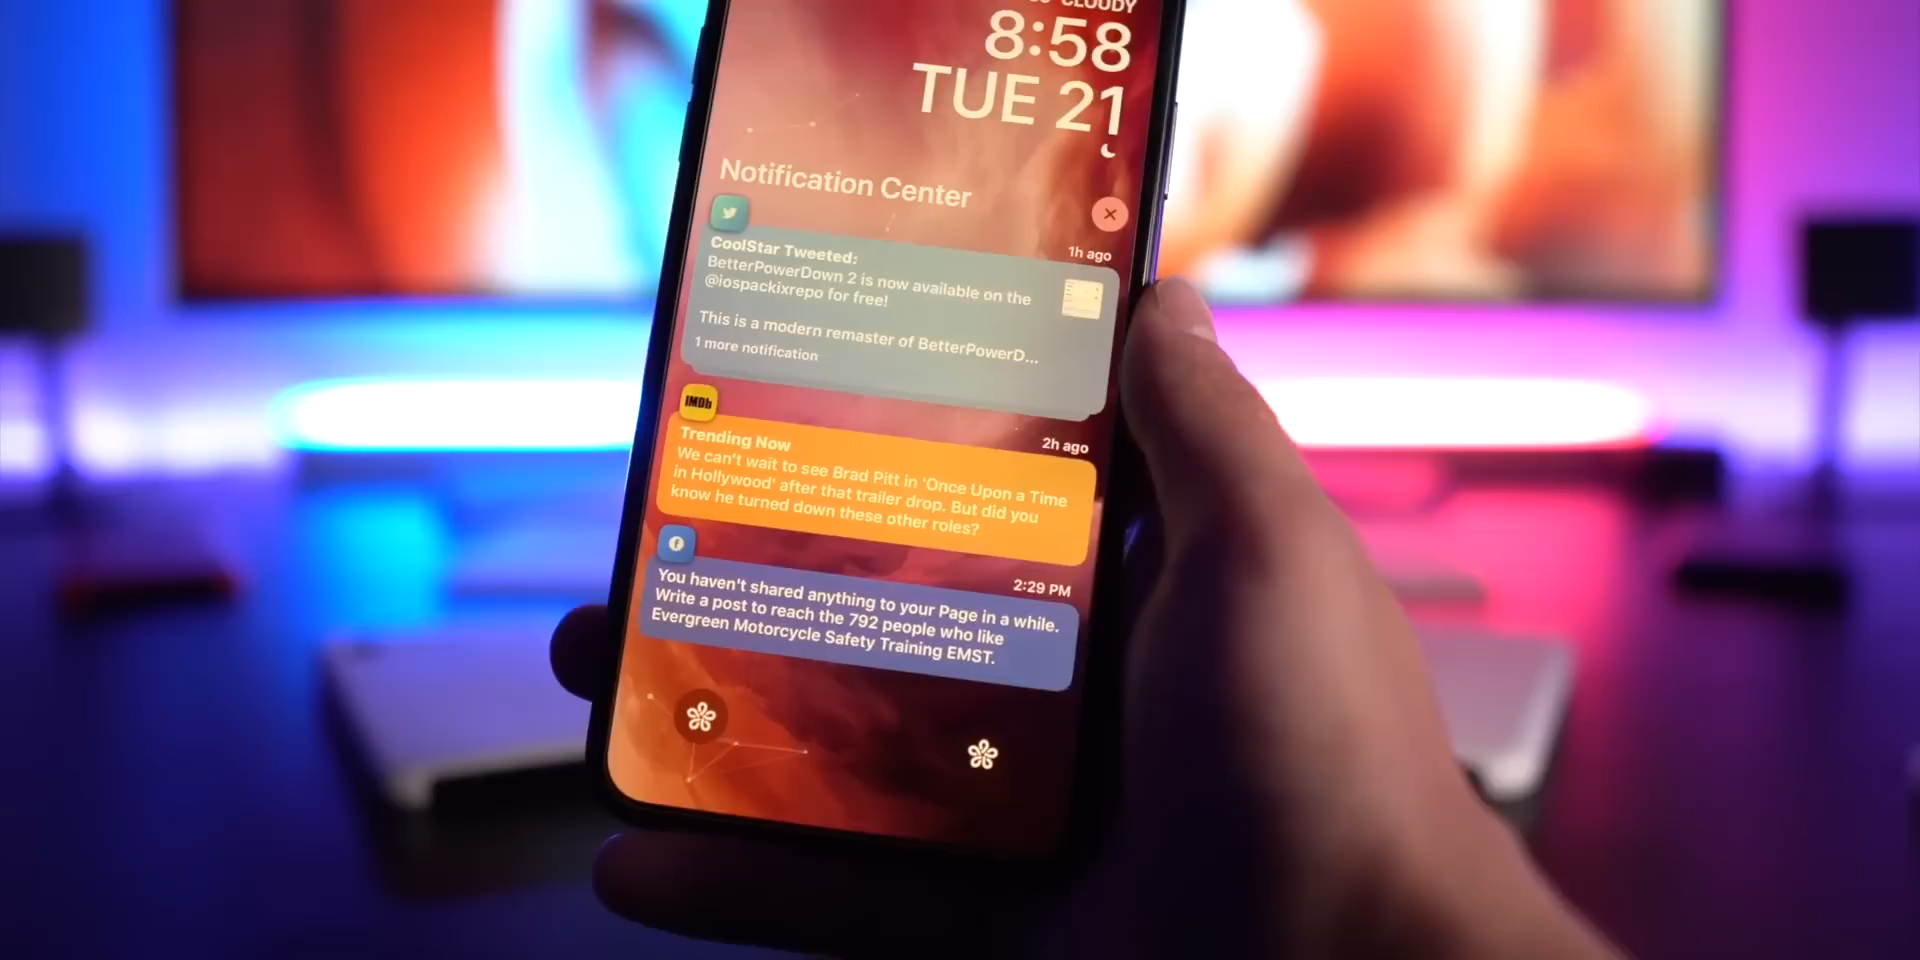 CLOUDY
8:58
TUE 21
Notification Center
1h ago
CoolStar Tweeted:
BetterPowerDown 2 is now available on the
@iospackixrepo for free!
This is a modern remaster of BetterPowerD...
1 more notification
IMDb
2h ago
Trending Now
We can't wait to see Brad Pitt in 'Once Upon a Time
in Hollywood' after that trailer drop. But did you
know he turned down these other roles?
2:29 PM
You haven't shared anything to your Page in a while.
Write a post to reach the 792 people who like
Evergreen Motorcycle Safety Training EMST.